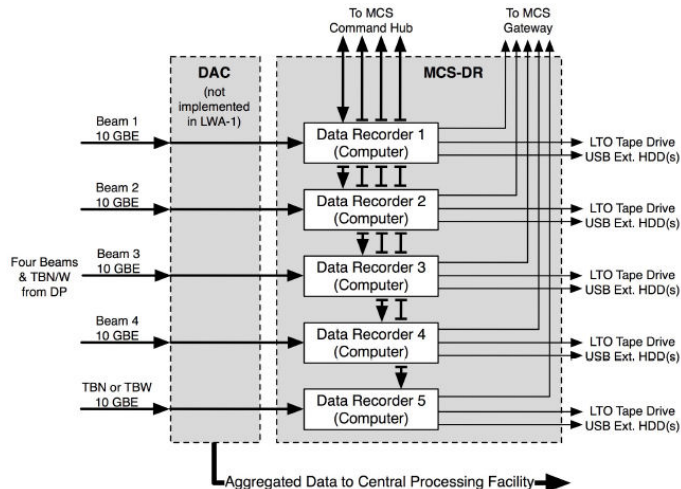 To MCS
Command Hub
To MCS
Gateway
DAC
(not
implemented
in LWA-1)
MCS-DR
Beam 1
10 GBE
Data Recorder 1
(Computer)
LTO Tape Drive
USB Ext. HDD(s)
Beam 2
10 GBE
Data Recorder 2
(Computer)
LTO Tape Drive
USB Ext. HDD(s)
Four Beams
& TBN/W
from DP
Beam 3
10 GBE
Data Recorder 3
(Computer)
LTO Tape Drive
USB Ext. HDD(s)
Beam 4
10 GBE
Data Recorder 4
(Computer)
LTO Tape Drive
USB Ext. HDD(s)
TBN or TBW
10 GBE
Data Recorder 5
(Computer)
LTO Tape Drive
USB Ext. HDD(s)
Aggregated Data to Central Processing Facility